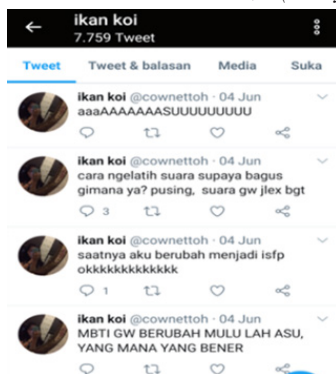 ikan koi
7.759 Tweet
Tweet Tweet & balasan Media Suka
ikan koi @cownettoh · 04 Jun
aaaAAAAAAASUUUUUUUUU
ikan koi @cownettoh · 04 Jun
cara ngelatih suara supaya bagus
gimana ya? pusing, suara gw jlex bgt
3
ikan koi @cownettoh · 04 Jun
saatnya aku berubah menjadi isfp
okkkkkkkkkkkkk
1
ikan koi @cownettoh · 04 Jun
MBTI GW BERUBAH MULU LAH ASU,
YANG MANA YANG BENER